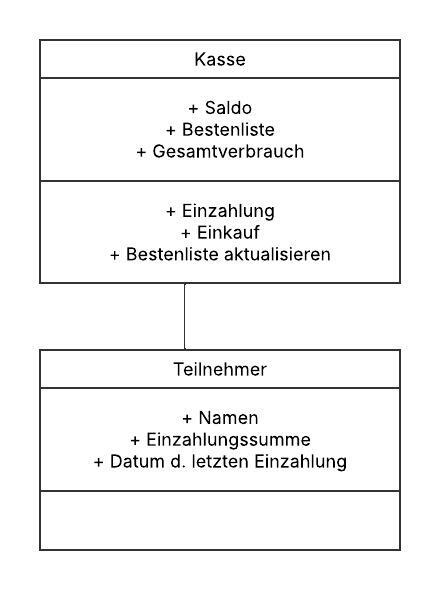 Kasse
+ Saldo
+ Bestenliste
+ Gesamtverbrauch
+ Einzahlung
+ Einkauf
+ Bestenliste aktualisieren
Teilnehmer
+ Namen
+ Einzahlungssumme
+ Datum d. letzten Einzahlung